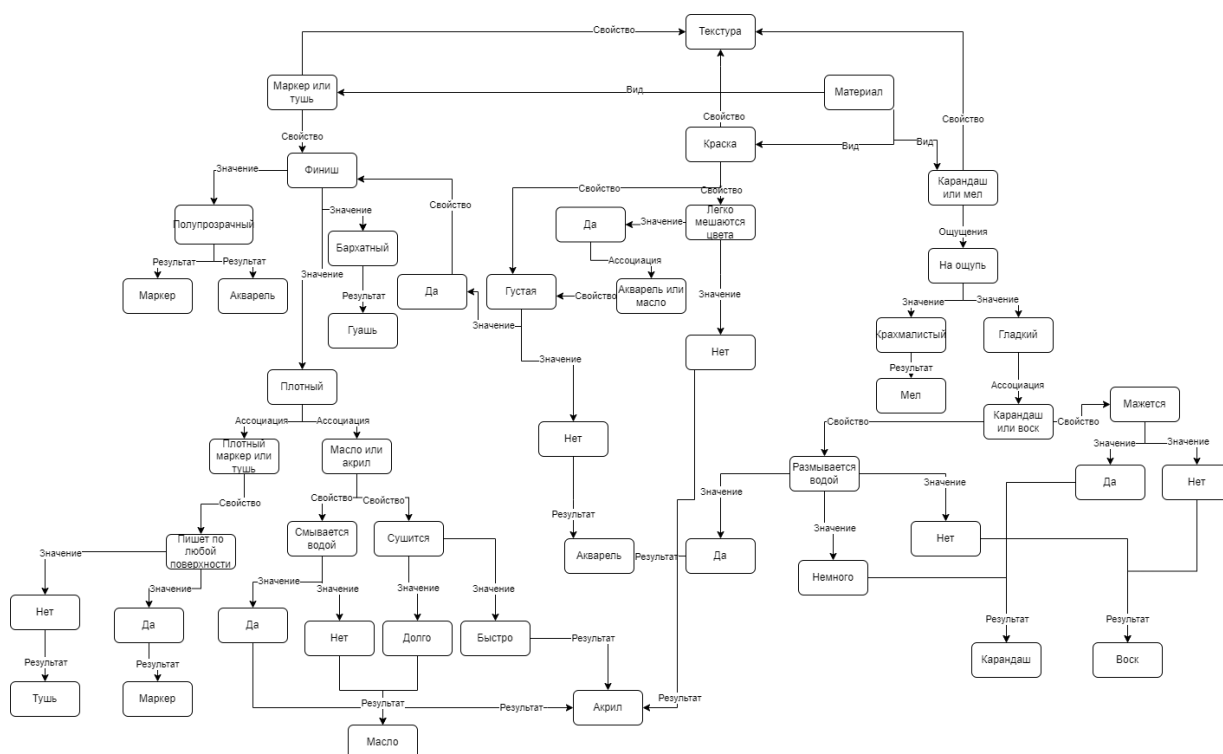 Текстура
Свойство
Маркер или
тушь
Вид
Материал
Свойство
Свойство
Свойство
Краска
Вид
Вид
Финиш
Значение
Свойство
Свойство
Свойство
Карандаш
или мел
Полупрозрачный
Значение
Да
Значение
Легко
мешаются
цвета
Ощущения
Бархатный
Результат
Результат
Ассоциация
На ощупь
Значение
Маркер
Акварель
Да
Густая
Свойство
Акварель или
масло
Значение
Результат
Значение
Значение
Гуашь
Значение
Крахмалистый
Гладкий
Нет
Значение
Результат
Плотный
Мел
Ассоциация
Ассоциация
Ассоциация
Карандаш
или воск
Свойство
Свойство
Мажется
Плотный
маркер или
тушь
Масло или
акрил
Нет
Значение
Значение
Размывается
водой
Свойство
Свойство
Свойство
Значение
Значение
Да
Нет
Пишет по
любой
поверхности
Смывается
водой
Сушится
Результат
Значение
Нет
Значение
Акварель
Результат
Да
Значение
Значение
Значение
Значение
Немного
Нет
Да
Да
Нет
Долго
Быстро
Результат
Результат
Результат
Результат
Результат
Карандаш
Воск
Тушь
Маркер
Результат
Результат
Акрил
Результат
Масло